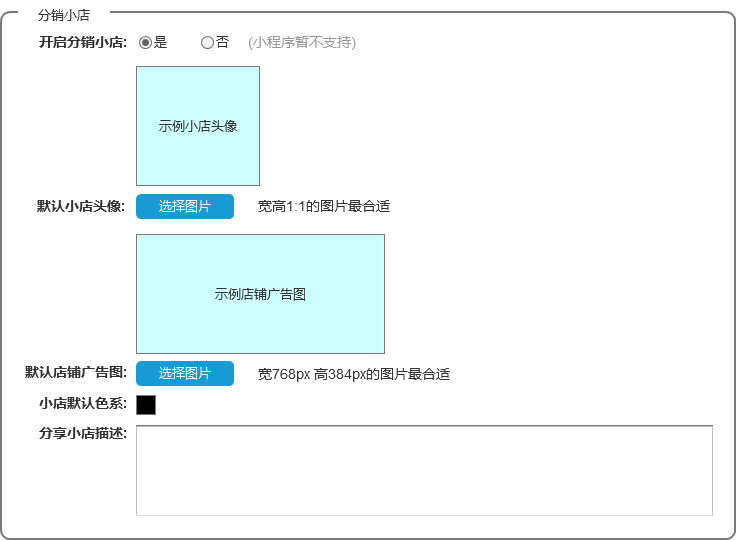 分销小店
开启分销小店: 是 否 (小程序暂不支持)
示例小店头像
默认小店头像: 选择图片 宽高1:1的图片最合适
示例店铺广告图
默认店铺广告图: 选择图片 宽768px 高384px的图片最合适
小店默认色系:
分享小店描述: